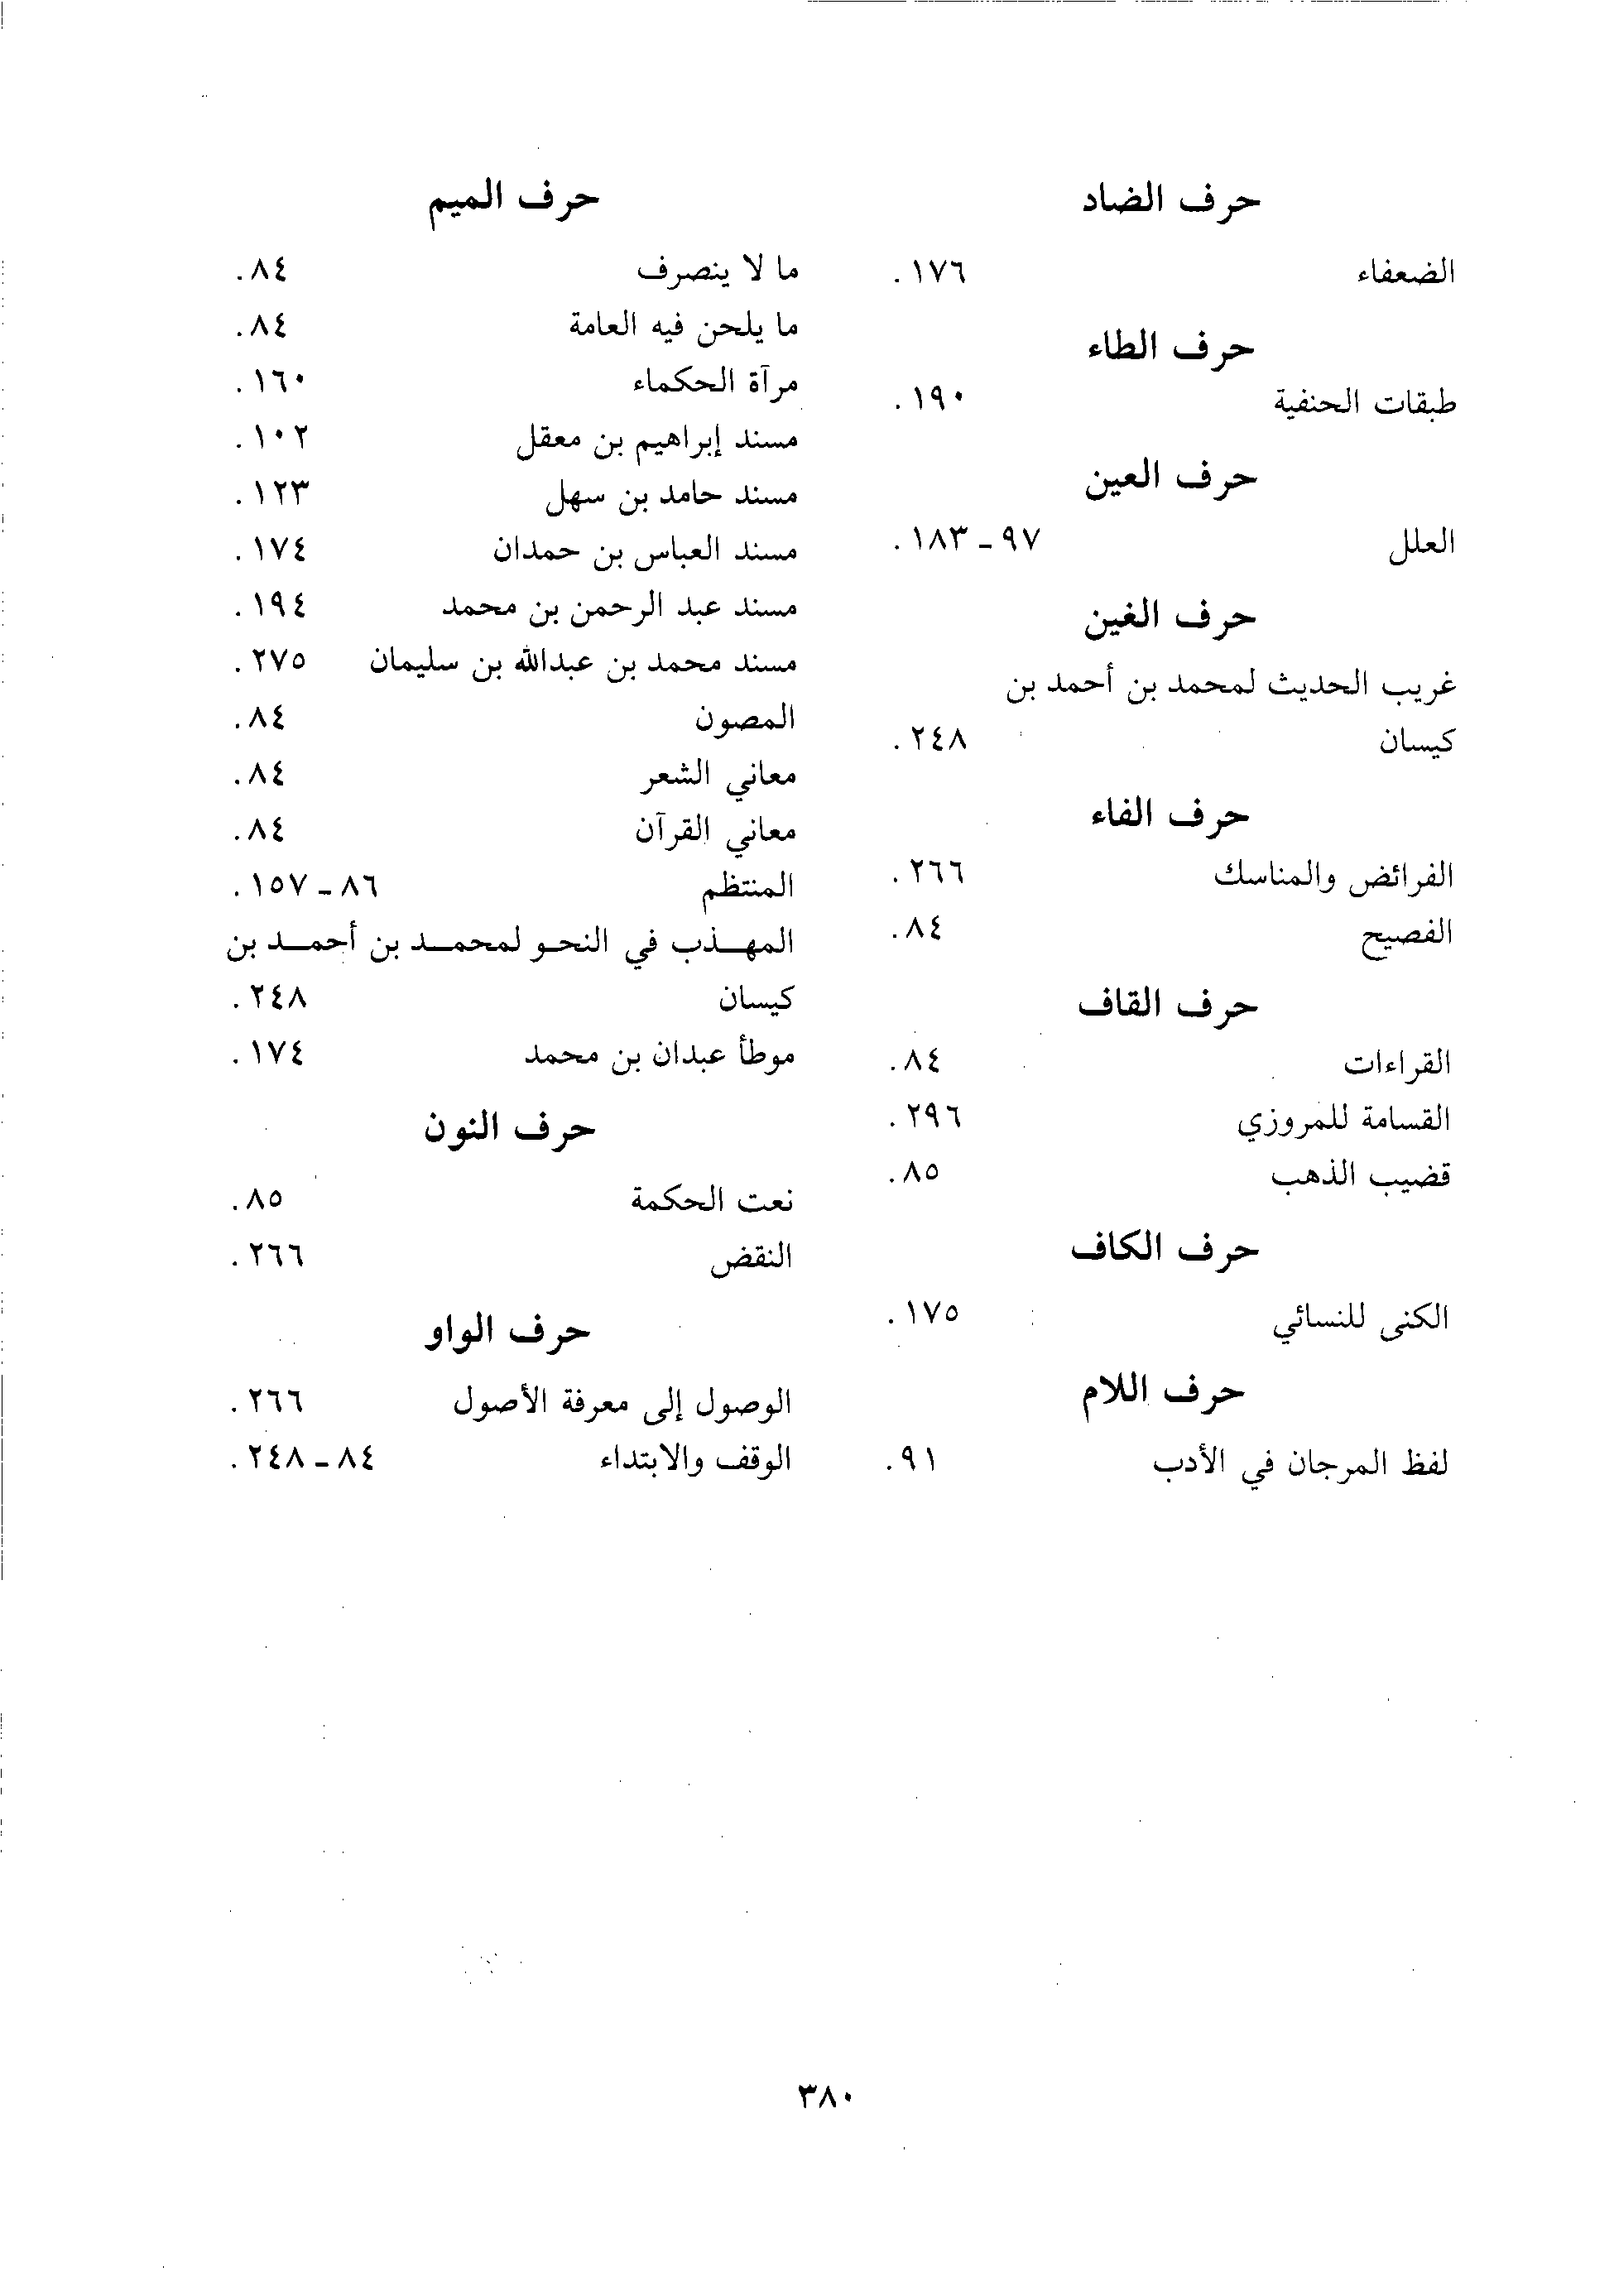 حرف الضاد
الضعفاء ١٧٦.
حرف الطاء
طبقات الحنفية ١٩٠.
حرف العين
العلل ٩٧ - ١٨٣.
حرف الغين
غريب الحديث لمحمد بن أحمد بن
كيسان ٢٤٨.
حرف الفاء
الفرائض والمناسك ٢٦٦.
الفصيح ٨٤.
حرف القاف
القراءات ٨٤.
القسامة للمروزي ٢٩٦.
قضيب الذهب ٨٥.
حرف الكاف
الكنى للنسائي ١٧٥.
حرف اللام
لفظ المرجان في الأدب ٩١.
حرف الميم
ما لا ينصرف ٨٤.
ما يلحن فيه العامة ٨٤.
مرآة الحكماء ١٦٠.
مسند إبراهيم بن معقل ١٠٢.
مسند حامد بن سهل ١٢٣.
مسند العباس بن حمدان ١٧٤.
مسند عبد الرحمن بن محمد ١٩٤.
مسند محمد بن عبدالله بن سليمان ٢٧٥.
المصون ٨٤.
معاني الشعر ٨٤.
معاني القرآن ٨٤.
المنتظم ٨٦ - ١٥٧.
المهـذب في النحـو لمحمـد بن أحمـد بن
كيسان ٢٤٨.
موطأ عبدان بن محمد ١٧٤.
حرف النون
نعت الحكمة ٨٥.
النقض ٢٦٦.
حرف الواو
الوصول إلى معرفة الأصول ٢٦٦.
الوقف والابتداء ٨٤ - ٢٤٨.
٣٨٠